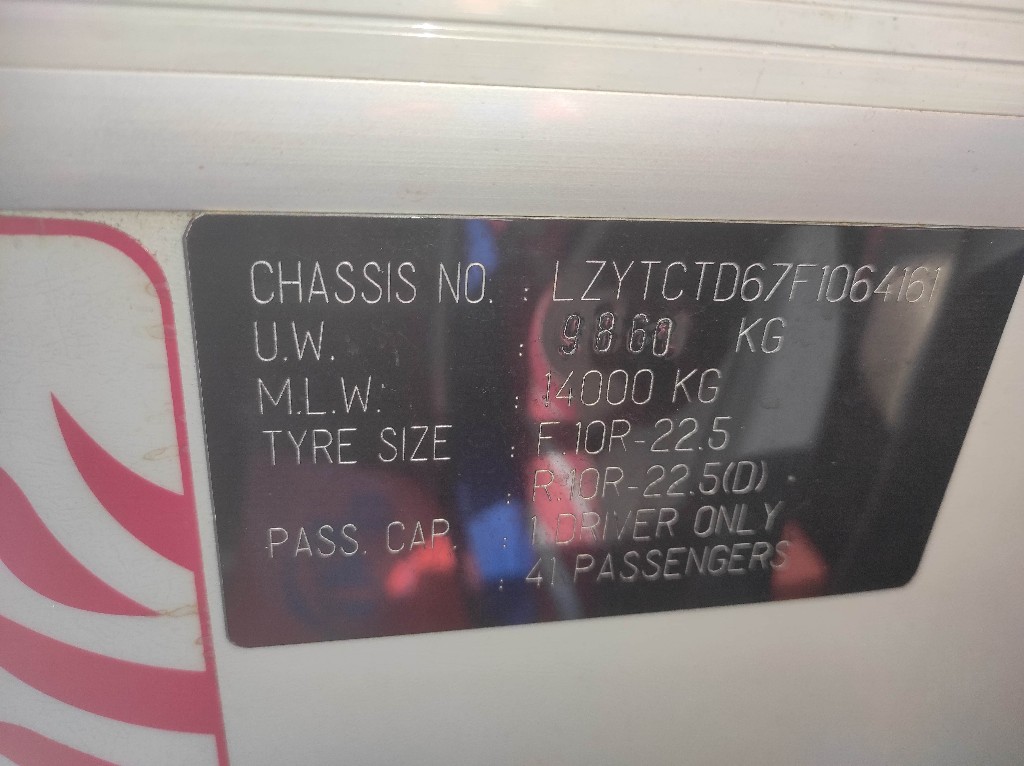 CHASSIS NO. : LZYTCTD67F1064161
U.W. : 9860 KG
M.L.W. : 14000 KG
TYRE SIZE : F.10R-22.5
: R.10R-22.5(D)
PASS. CAP. : 1 DRIVER ONLY
: 41 PASSENGERS